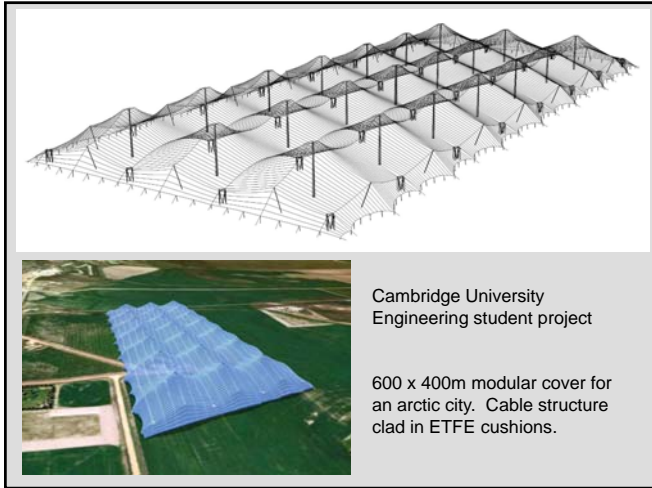 Cambridge University
Engineering student project
600 x 400m modular cover for
an arctic city.  Cable structure
clad in ETFE cushions.